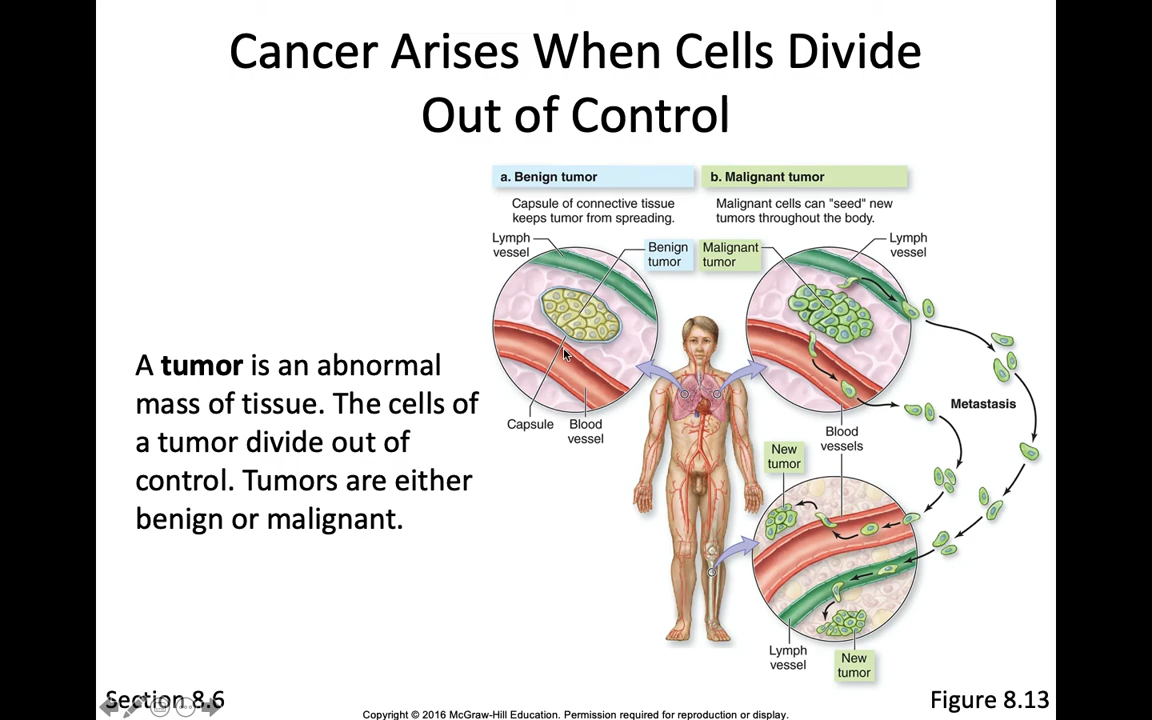 Cancer Arises When Cells Divide
Out of Control
a. Benign tumor
b. Malignant tumor
Capsule of connective tissue
keeps tumor from spreading.
Malignant cells can "seed" new
tumors throughout the body.
Lymph
vessel
Benign
tumor
Malignant
tumor
Lymph
vessel
A tumor is an abnormal
mass of tissue. The cells of
a tumor divide out of
control. Tumors are either
benign or malignant.
Capsule
Blood
vessel
Metastasis
Blood
vessels
New
tumor
Lymph
vessel
New
tumor
Section 8.6
Figure 8.13
Copyright © 2016 McGraw-Hill Education. Permission required for reproduction or display.